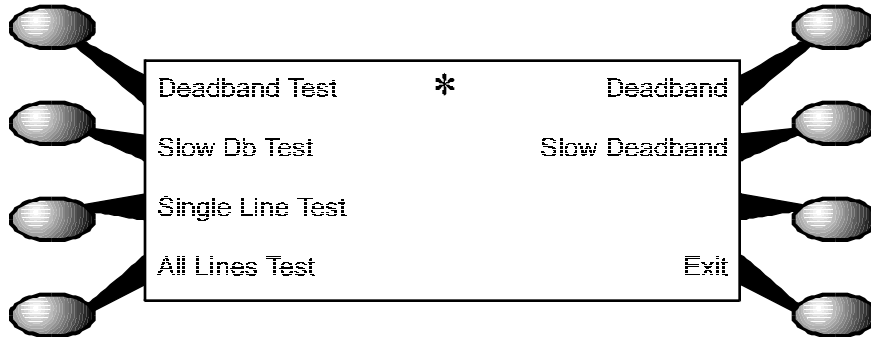 Deadband Test * Deadband
Slow Db Test Slow Deadband
Single Line Test
All Lines Test Exit